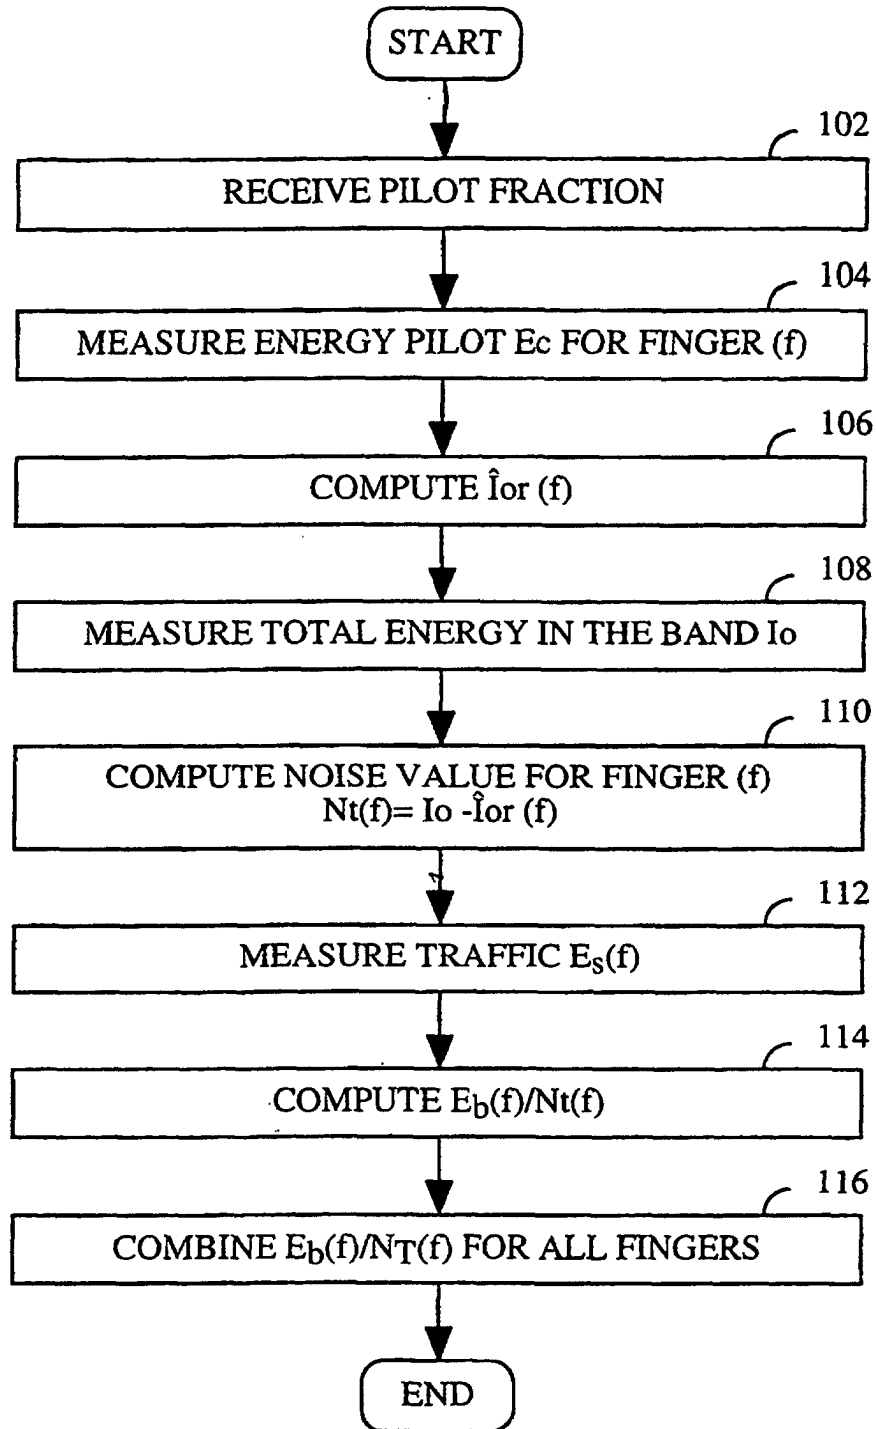 START
102
RECEIVE PILOT FRACTION
104
MEASURE ENERGY PILOT Ec FOR FINGER (f)
106
COMPUTE Îor (f)
108
MEASURE TOTAL ENERGY IN THE BAND Io
110
COMPUTE NOISE VALUE FOR FINGER (f)
Nt(f)= Io -Îor (f)
112
MEASURE TRAFFIC Es(f)
114
COMPUTE Eb(f)/Nt(f)
116
COMBINE Eb(f)/NT(f) FOR ALL FINGERS
END